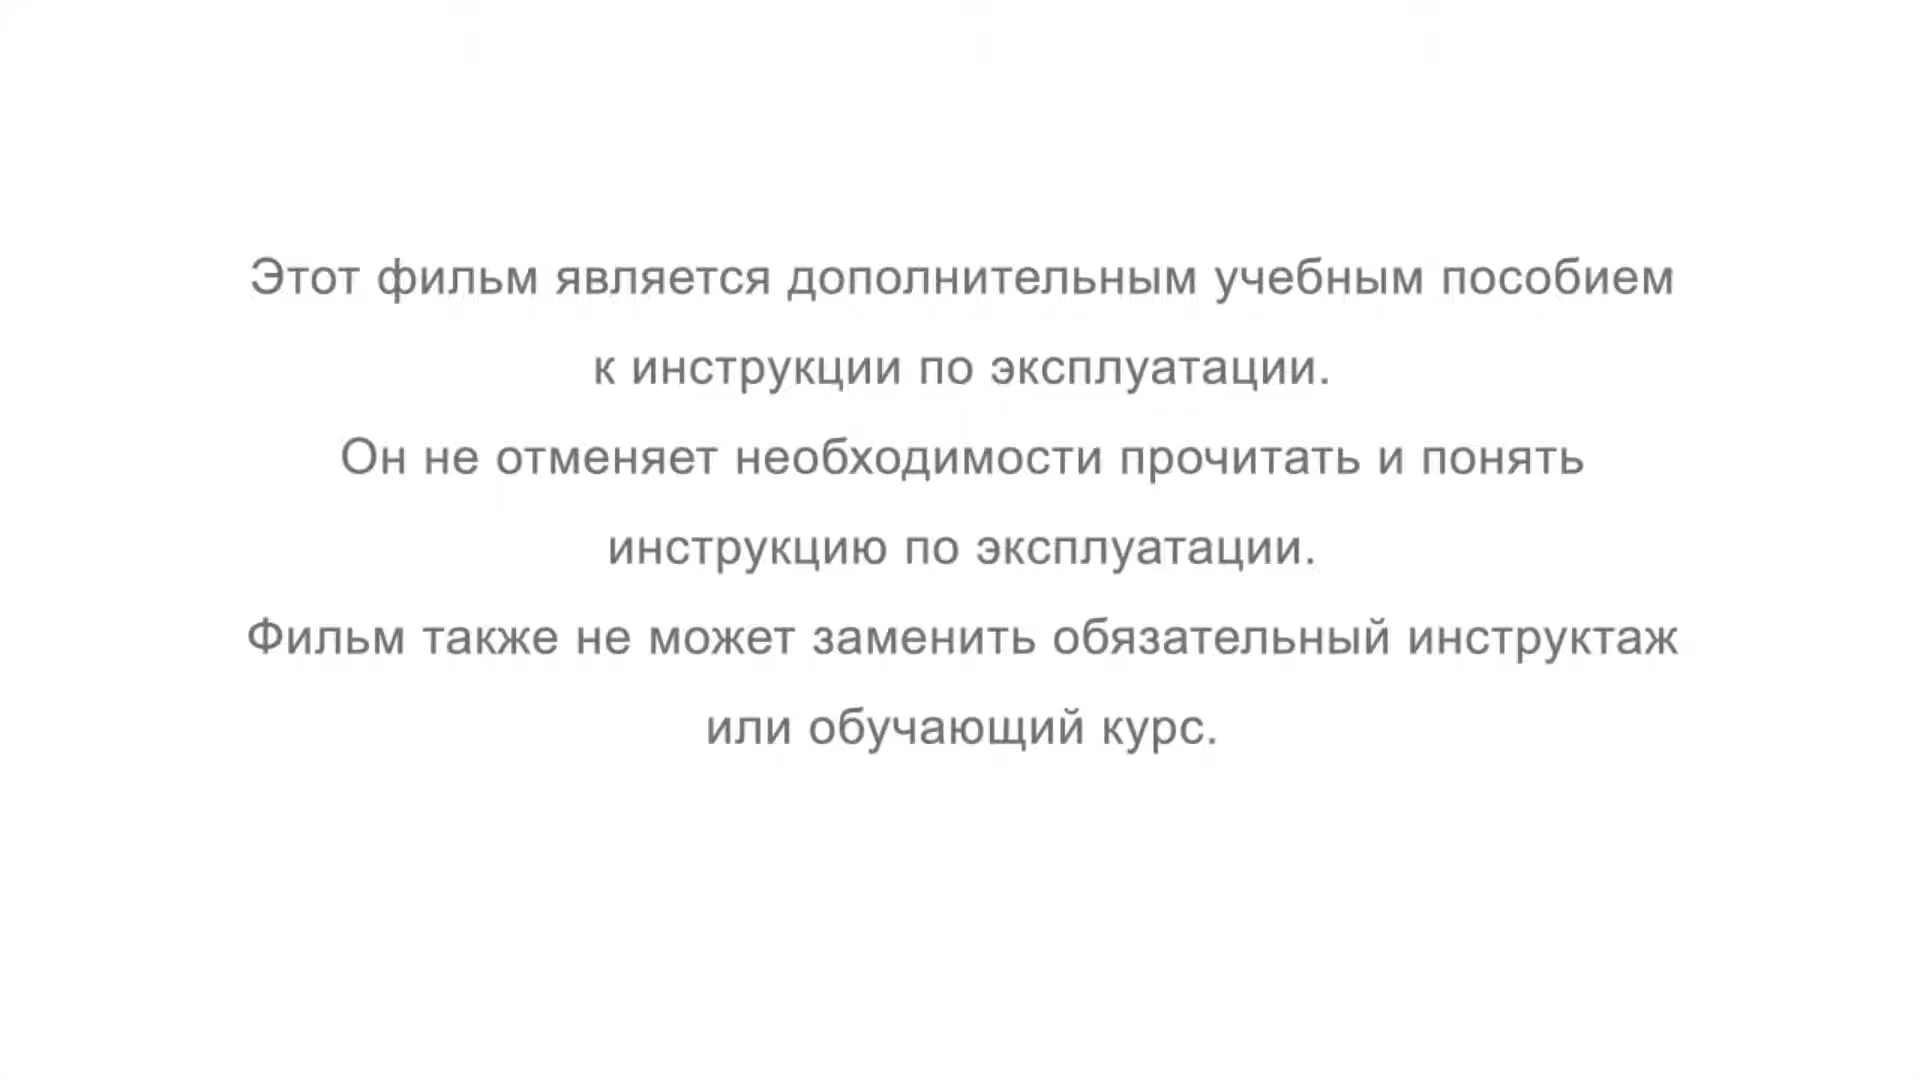 Этот фильм является дополнительным учебным пособием
к инструкции по эксплуатации.
Он не отменяет необходимости прочитать и понять
инструкцию по эксплуатации.
Фильм также не может заменить обязательный инструктаж
или обучающий курс.